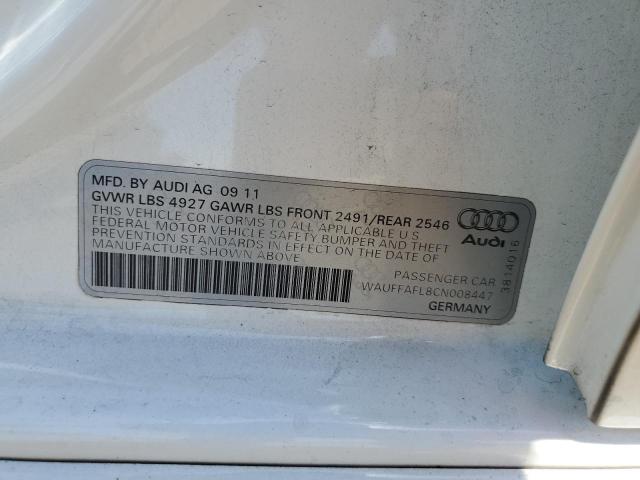 MFD. BY AUDI AG 09 11
GVWR LBS 4927 GAWR LBS FRONT 2491/REAR 2546
THIS VEHICLE CONFORMS TO ALL APPLICABLE U.S
FEDERAL MOTOR VEHICLE SAFETY BUMPER AND THEFT
PREVENTION STANDARDS IN EFFECT ON THE DATE OF
MANUFACTURE SHOWN ABOVE.
Audi
PASSENGER CAR
WAUFFAFL8CN008447
GERMANY
3814016